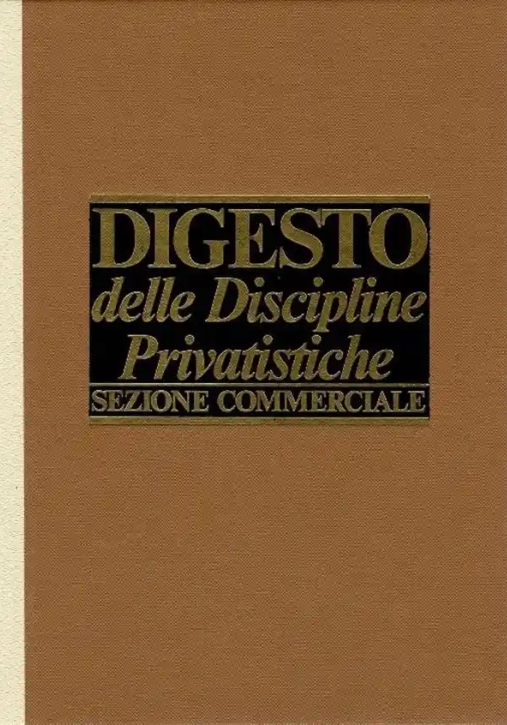 DIGESTO
delle Discipline
Privatistiche
SEZIONE COMMERCIALE